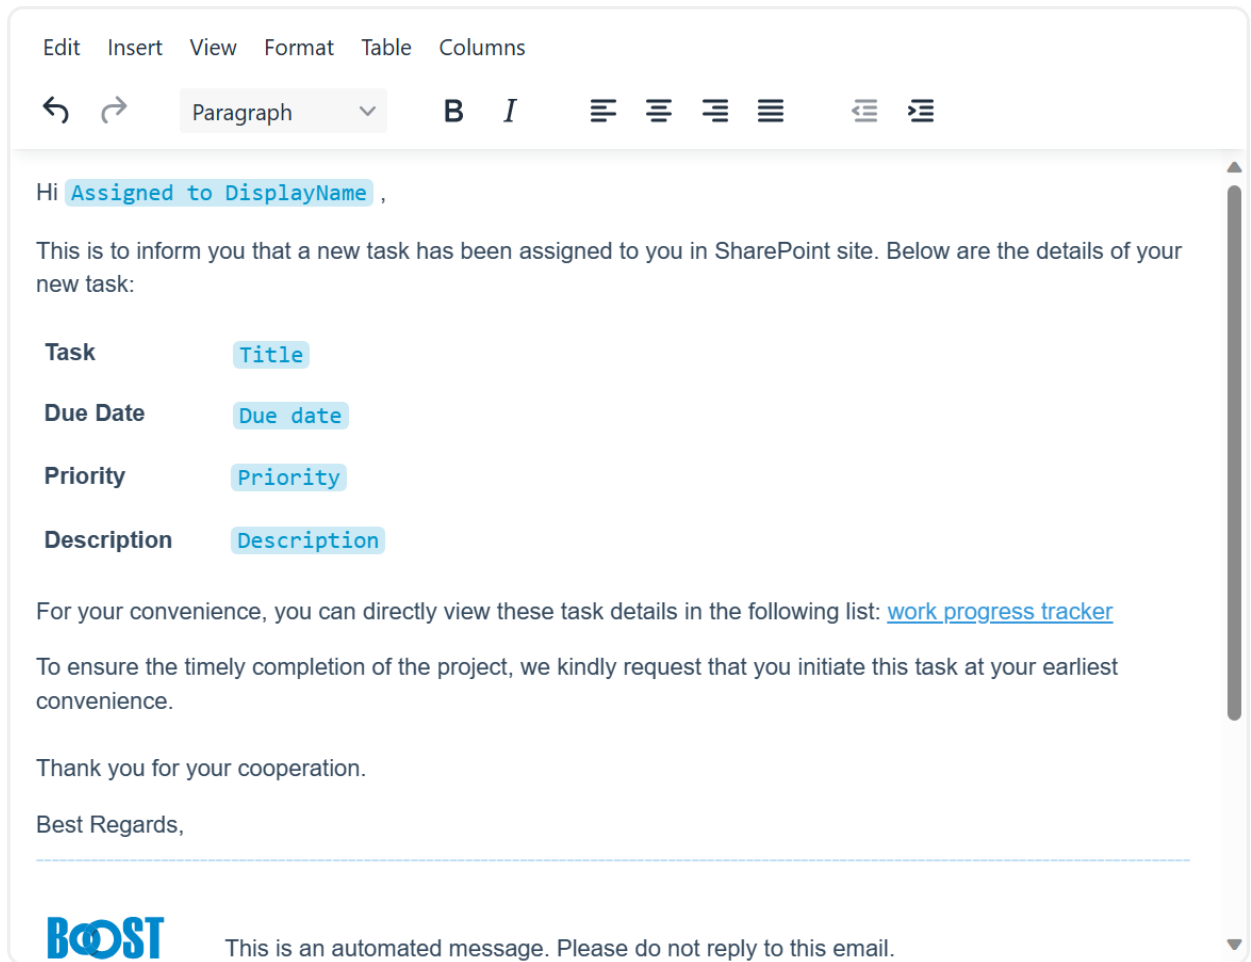 Edit Insert View Format Table Columns
Paragraph B I
Hi Assigned to DisplayName ,
This is to inform you that a new task has been assigned to you in SharePoint site. Below are the details of your
new task:
Task Title
Due Date Due date
Priority Priority
Description Description
For your convenience, you can directly view these task details in the following list: work progress tracker
To ensure the timely completion of the project, we kindly request that you initiate this task at your earliest
convenience.
Thank you for your cooperation.
Best Regards,
BOOST This is an automated message. Please do not reply to this email.